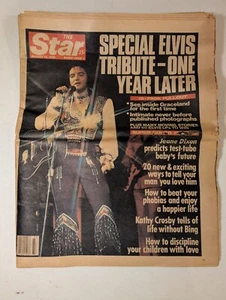 THE
Star
SPECIAL ELVIS
TRIBUTE—ONE
YEAR LATER
16-PAGE PULLOUT
• See inside Graceland
for the first time
• Intimate never before
published photographs
Jeane Dixon
predicts test-tube
baby's future
20 new & exciting
ways to tell your
man you love him
How to beat your
phobias and enjoy
a happier life
Kathy Crosby tells of
life without Bing
How to discipline
your children with love